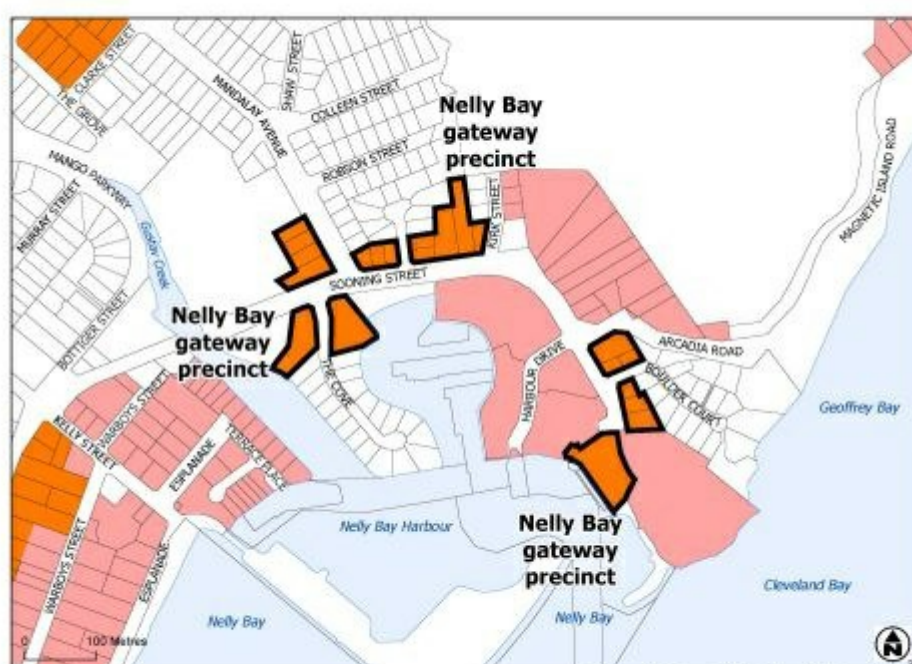 CLARKE STREET
THE GROVE
MANDALAY AVENUE
SHAW STREET
COLLEEN STREET
ROBSON STREET
Nelly Bay
gateway
precinct
KIRK STREET
MAGNETIC ISLAND ROAD
MANGO PARKWAY
MURRAY STREET
Gustav Creek
BOTTIGER STREET
SOONING STREET
Nelly Bay
gateway
precinct
THE COVE
HARBOUR DRIVE
ARCADIA ROAD
BOULDER COURT
Geoffrey Bay
KELLY STREET
WARBOYS STREET
ESPLANADE
TERRACE PLACE
Nelly Bay Harbour
Nelly Bay
gateway
precinct
WARBOYS STREET
ESPLANADE
Nelly Bay
Nelly Bay
Cleveland Bay
0 100 Metres
N